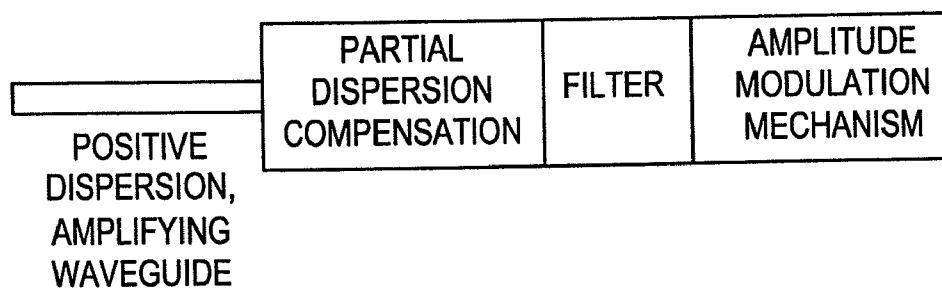 POSITIVE
DISPERSION,
AMPLIFYING
WAVEGUIDE
PARTIAL
DISPERSION
COMPENSATION
FILTER
AMPLITUDE
MODULATION
MECHANISM